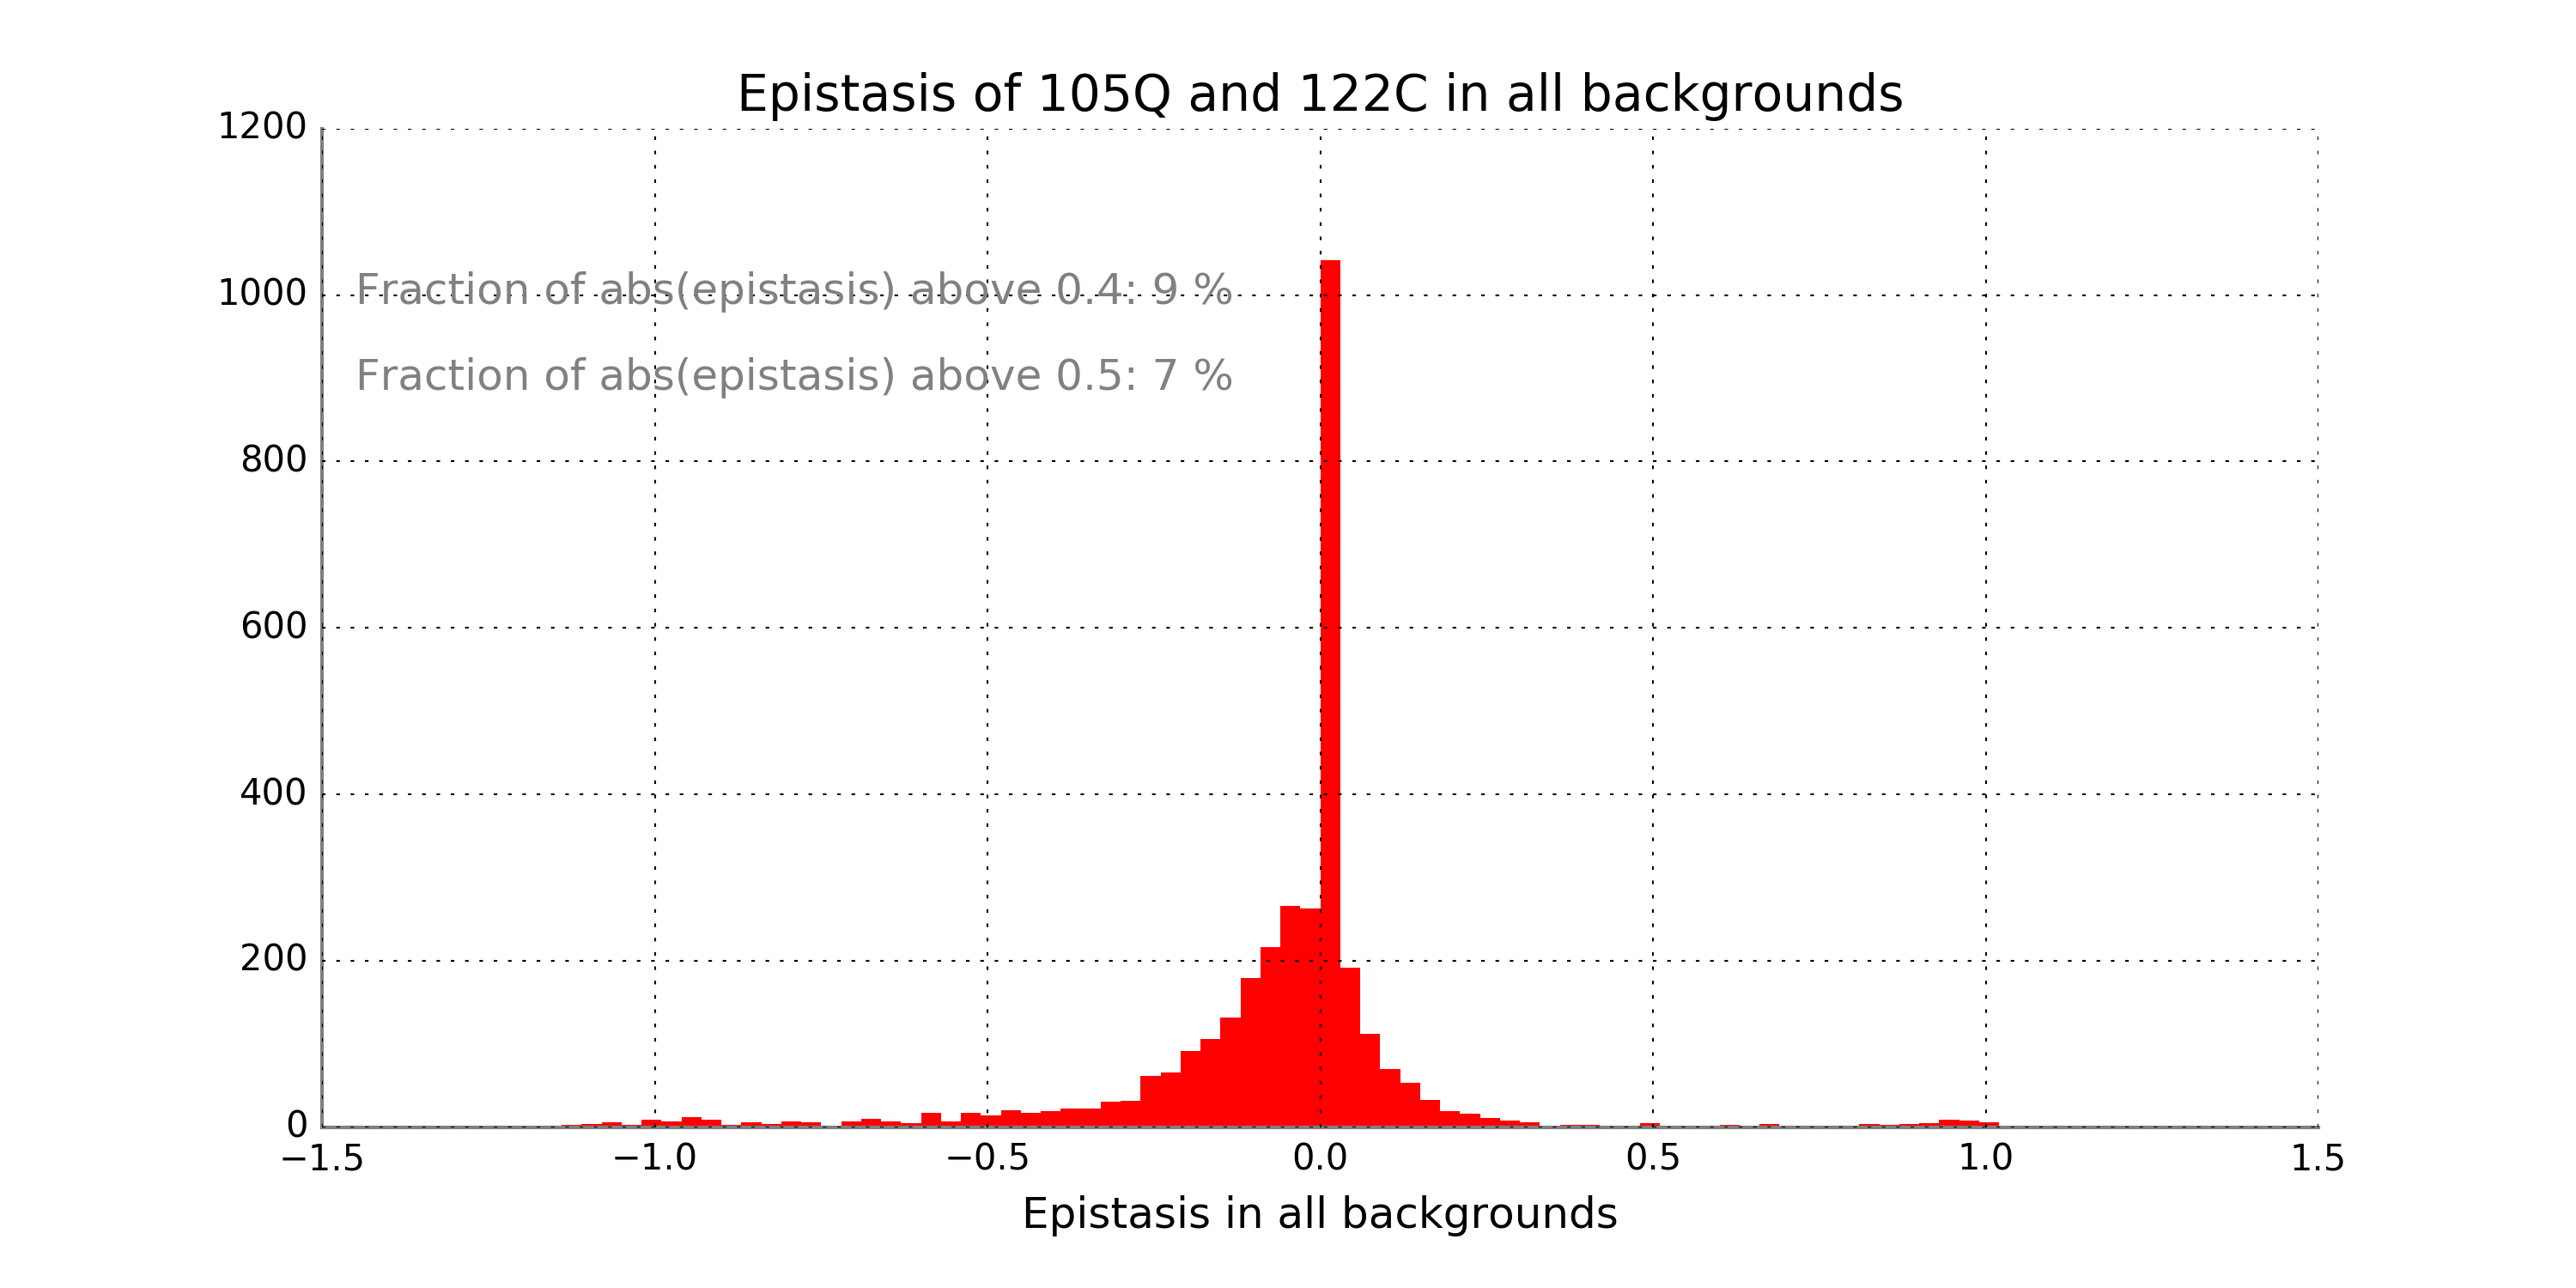 Epistasis of 105Q and 122C in all backgrounds
1200
1000
800
600
400
200
0
Fraction of abs(epistasis) above 0.4: 9 %
Fraction of abs(epistasis) above 0.5: 7 %
−1.5 −1.0 −0.5 0.0 0.5 1.0 1.5
Epistasis in all backgrounds